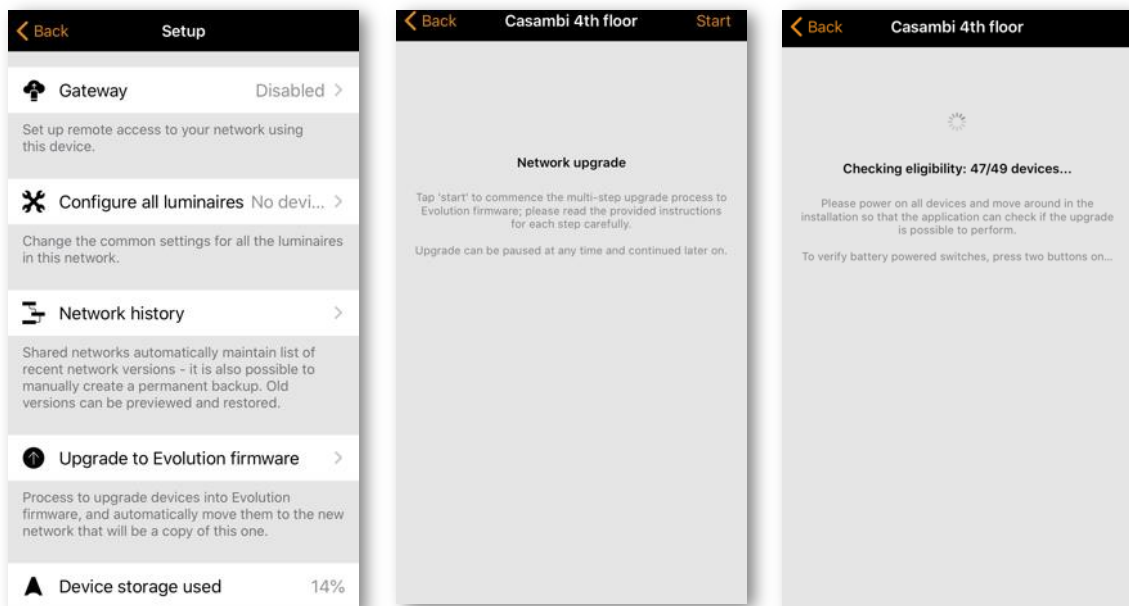 Back
Setup
Gateway
Disabled
Set up remote access to your network using
this device.
Configure all luminaires
No devi...
Change the common settings for all the luminaires
in this network.
Network history
Shared networks automatically maintain list of
recent network versions - it is also possible to
manually create a permanent backup. Old
versions can be previewed and restored.
Upgrade to Evolution firmware
Process to upgrade devices into Evolution
firmware, and automatically move them to the new
network that will be a copy of this one.
Device storage used
14%
Back
Casambi 4th floor
Start
Network upgrade
Tap 'start' to commence the multi-step upgrade process to
Evolution firmware; please read the provided instructions
for each step carefully.
Upgrade can be paused at any time and continued later on.
Back
Casambi 4th floor
Checking eligibility: 47/49 devices...
Please power on all devices and move around in the
installation so that the application can check if the upgrade
is possible to perform.
To verify battery powered switches, press two buttons on...